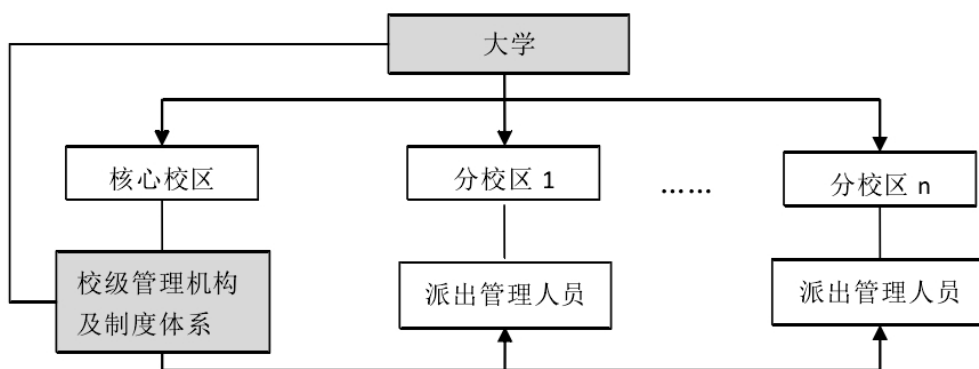 大学
核心校区
分校区 1
……
分校区 n
校级管理机构
及制度体系
派出管理人员
派出管理人员